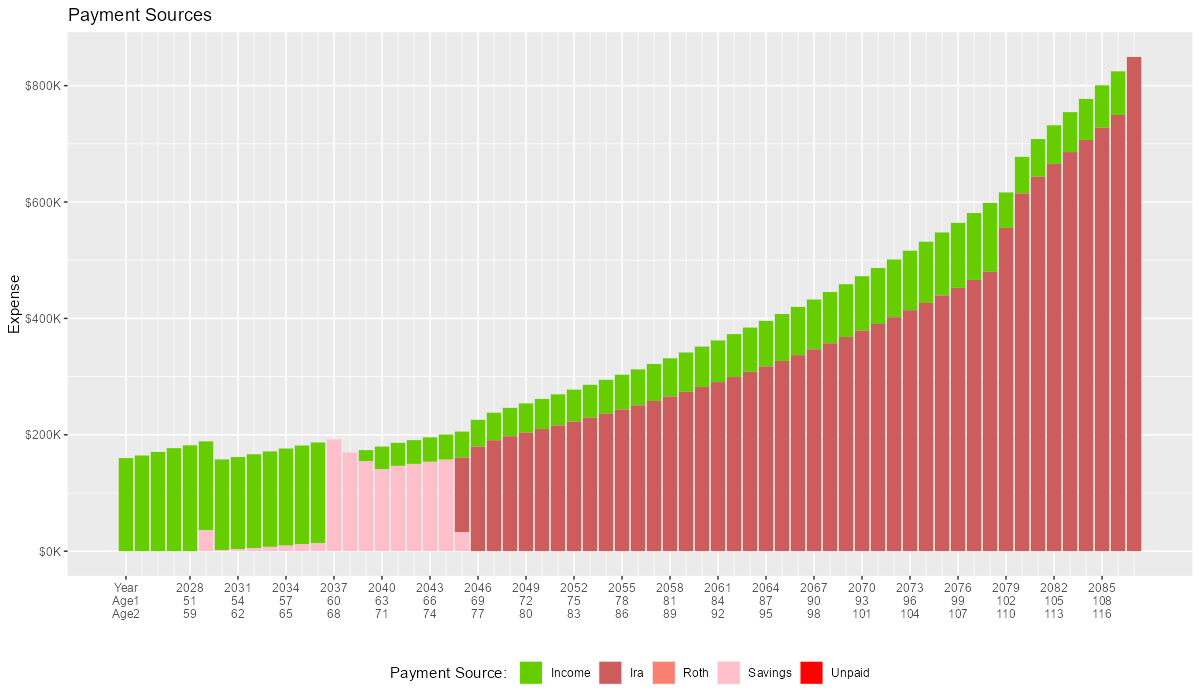 Payment Sources
Expense
$800K
$600K
$400K
$200K
$0K
Year 2028 2031 2034 2037 2040 2043 2046 2049 2052 2055 2058 2061 2064 2067 2070 2073 2076 2079 2082 2085
Age1 51 54 57 60 63 66 69 72 75 78 81 84 87 90 93 96 99 102 105 108
Age2 59 62 65 68 71 74 77 80 83 86 89 92 95 98 101 104 107 110 113 116
Payment Source: Income Ira Roth Savings Unpaid